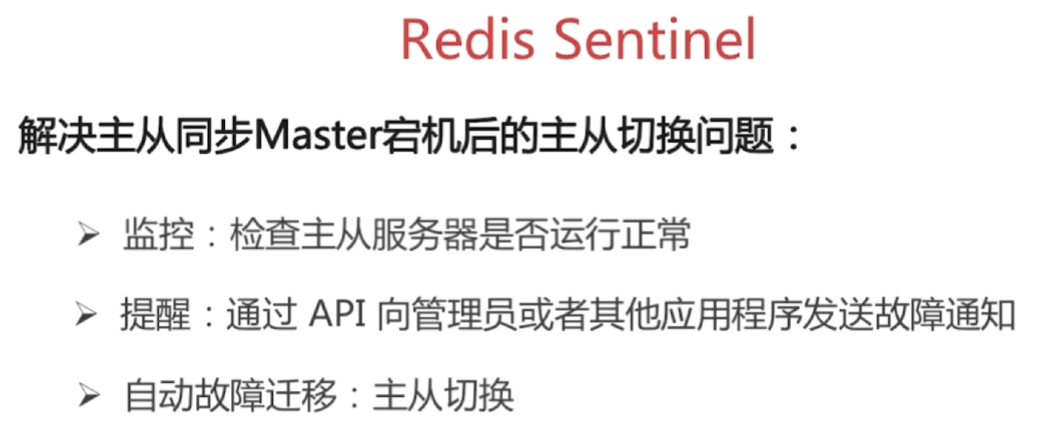 Redis Sentinel
解决主从同步Master宕机后的主从切换问题：
➢ 监控：检查主从服务器是否运行正常
➢ 提醒：通过 API 向管理员或者其他应用程序发送故障通知
➢ 自动故障迁移：主从切换